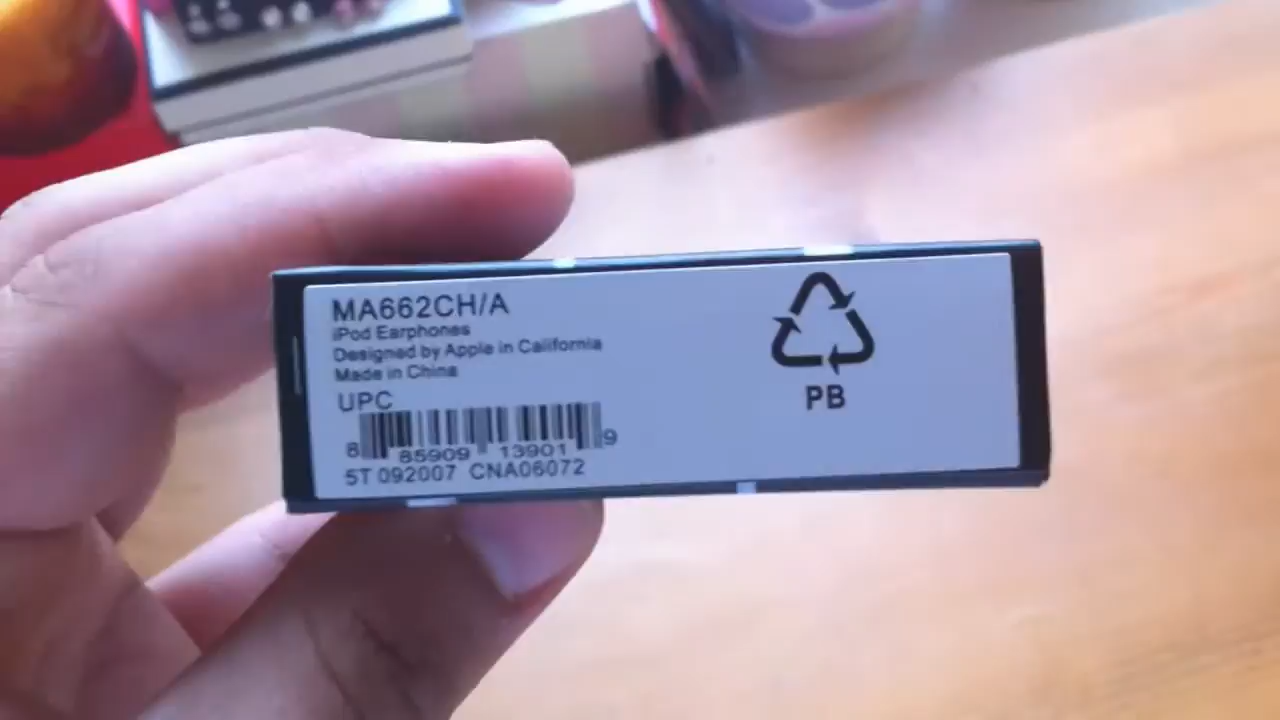 MA662CH/A
iPod Earphones
Designed by Apple in California
Made in China
UPC
8 85909 13901 9
5T 092007 CNA06072
PB